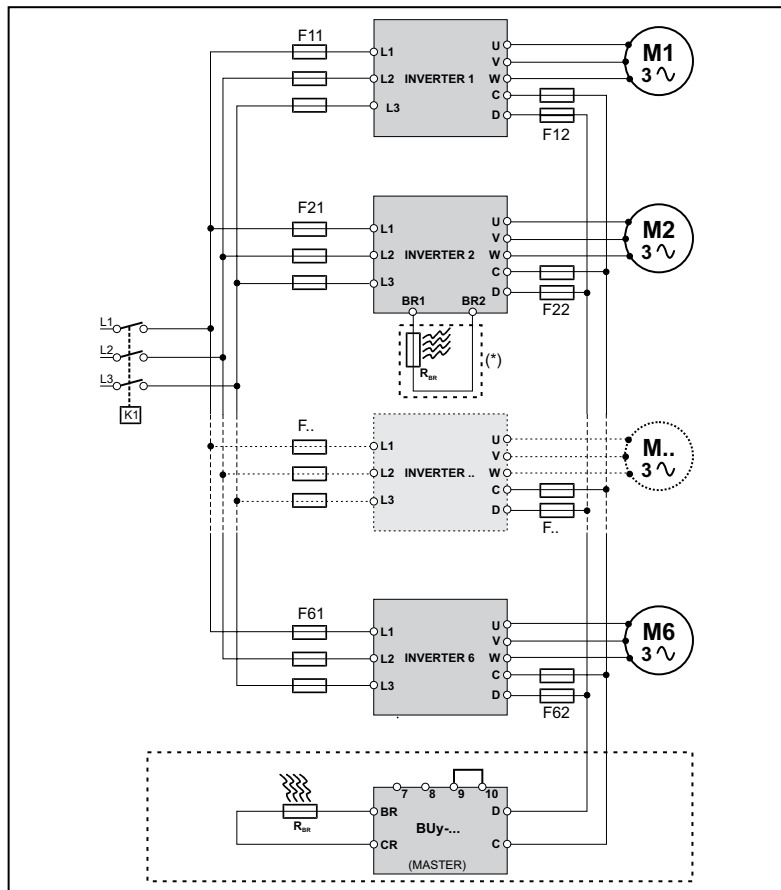 F11
L1 U M1
L2 INVERTER 1 V 3
L3 W
C
D
F12
F21
L1 U M2
L2 INVERTER 2 V 3
L3 W
C
BR1 BR2 D
F22
L1
L2
L3
K1
RBR (*)
F..
L1 U M..
L2 INVERTER .. V 3
L3 W
C
D
F..
F61
L1 U M6
L2 INVERTER 6 V 3
L3 W
C
D
F62
7 8 9 10
BR D
RBR
BUy-...
CR C
(MASTER)